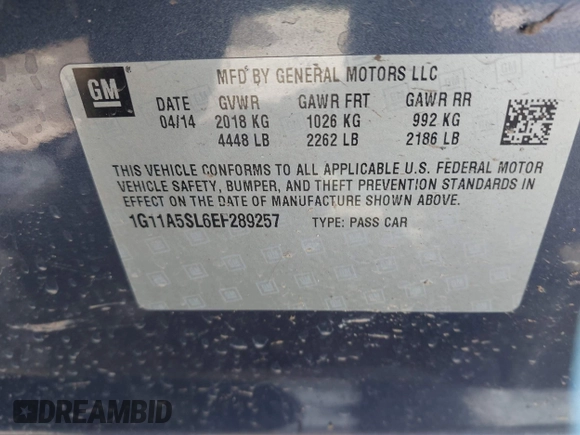 GM
MFD BY GENERAL MOTORS LLC
DATE GVWR GAWR FRT GAWR RR
04/14 2018 KG 1026 KG 992 KG
4448 LB 2262 LB 2186 LB
THIS VEHICLE CONFORMS TO ALL APPLICABLE U.S. FEDERAL MOTOR
VEHICLE SAFETY, BUMPER, AND THEFT PREVENTION STANDARDS IN
EFFECT ON THE DATE OF MANUFACTURE SHOWN ABOVE.
1G11A5SL6EF289257 TYPE: PASS CAR
DREAMBID